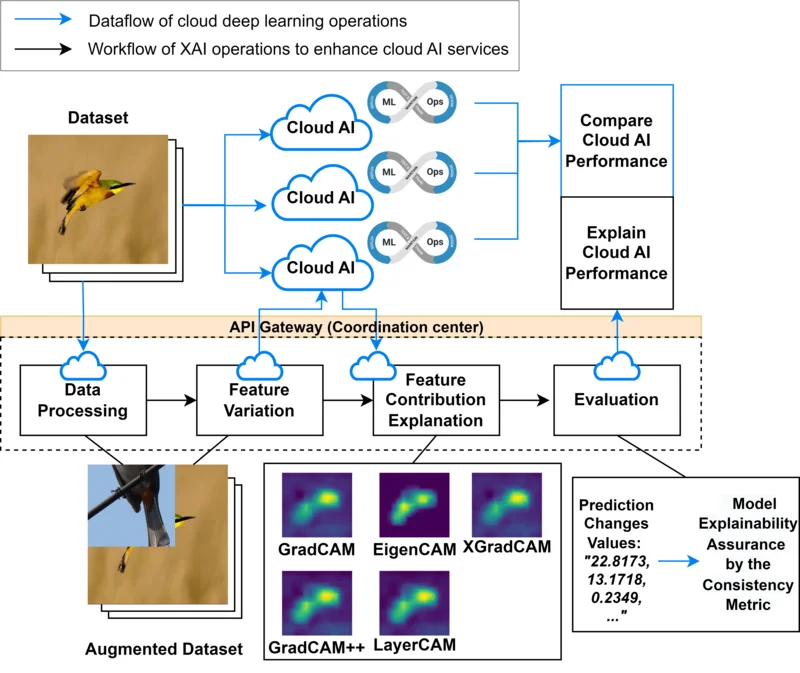 Dataflow of cloud deep learning operations
Workflow of XAI operations to enhance cloud AI services
Dataset
Cloud AI
ML
Ops
Cloud AI
ML
Ops
Cloud AI
ML
Ops
Compare
Cloud AI
Performance
Explain
Cloud AI
Performance
API Gateway (Coordination center)
Data
Processing
Feature
Variation
Feature
Contribution
Explanation
Evaluation
GradCAM
EigenCAM
XGradCAM
GradCAM++
LayerCAM
Augmented Dataset
Prediction
Changes
Values:
"22.8173,
13.1718,
0.2349,
..."
Model
Explainability
Assurance
by the
Consistency
Metric